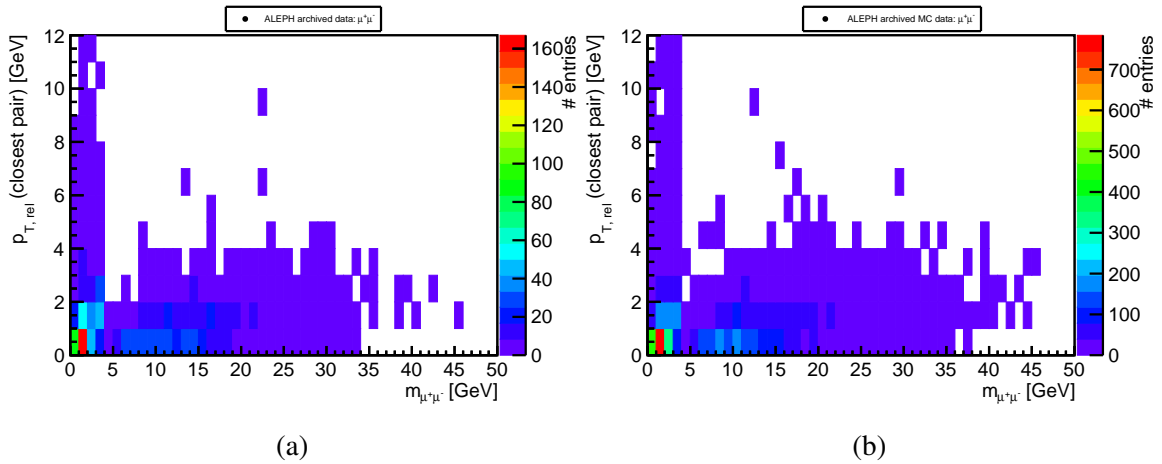 ALEPH archived data: μ⁺μ⁻
12
10
8
6
4
2
0
p_T, rel (closest pair) [GeV]
0 5 10 15 20 25 30 35 40 45 50
m_μ⁺μ⁻ [GeV]
160
140
120
100
80
60
40
20
0
# entries
(a)
ALEPH archived MC data: μ⁺μ⁻
12
10
8
6
4
2
0
p_T, rel (closest pair) [GeV]
0 5 10 15 20 25 30 35 40 45 50
m_μ⁺μ⁻ [GeV]
700
600
500
400
300
200
100
0
# entries
(b)